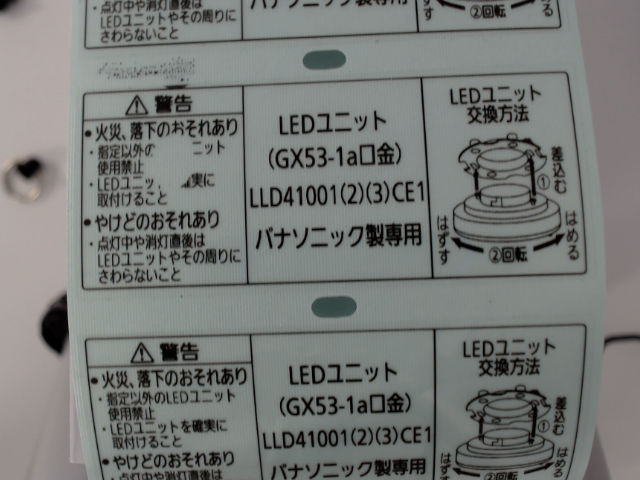 ・点灯中や消灯直後は
LEDユニットやその周りに
さわらないこと
パナソニック製専用
はずす
②回転
はめる
⚠警告
●火災、落下のおそれあり
・指定以外の ニット
使用禁止
・LEDユニ 確実に
取付けること
●やけどのおそれあり
・点灯中や消灯直後は
LEDユニットやその周りに
さわらないこと
LEDユニット
(GX53-1a口金)
LLD41001(2)(3)CE1
パナソニック製専用
LEDユニット
交換方法
差込む
①
はずす
②回転
はめる
⚠警告
●火災、落下のおそれあり
・指定以外のLEDユニット
使用禁止
・LEDユニットを確実に
取付けること
●やけどのおそれあり
・点灯中や消灯直後は
LEDユニット
(GX53-1a口金)
LLD41001(2)(3)CE1
パナソニック製専用
LEDユニット
交換方法
差込む
①
はずす
②回転
はめる